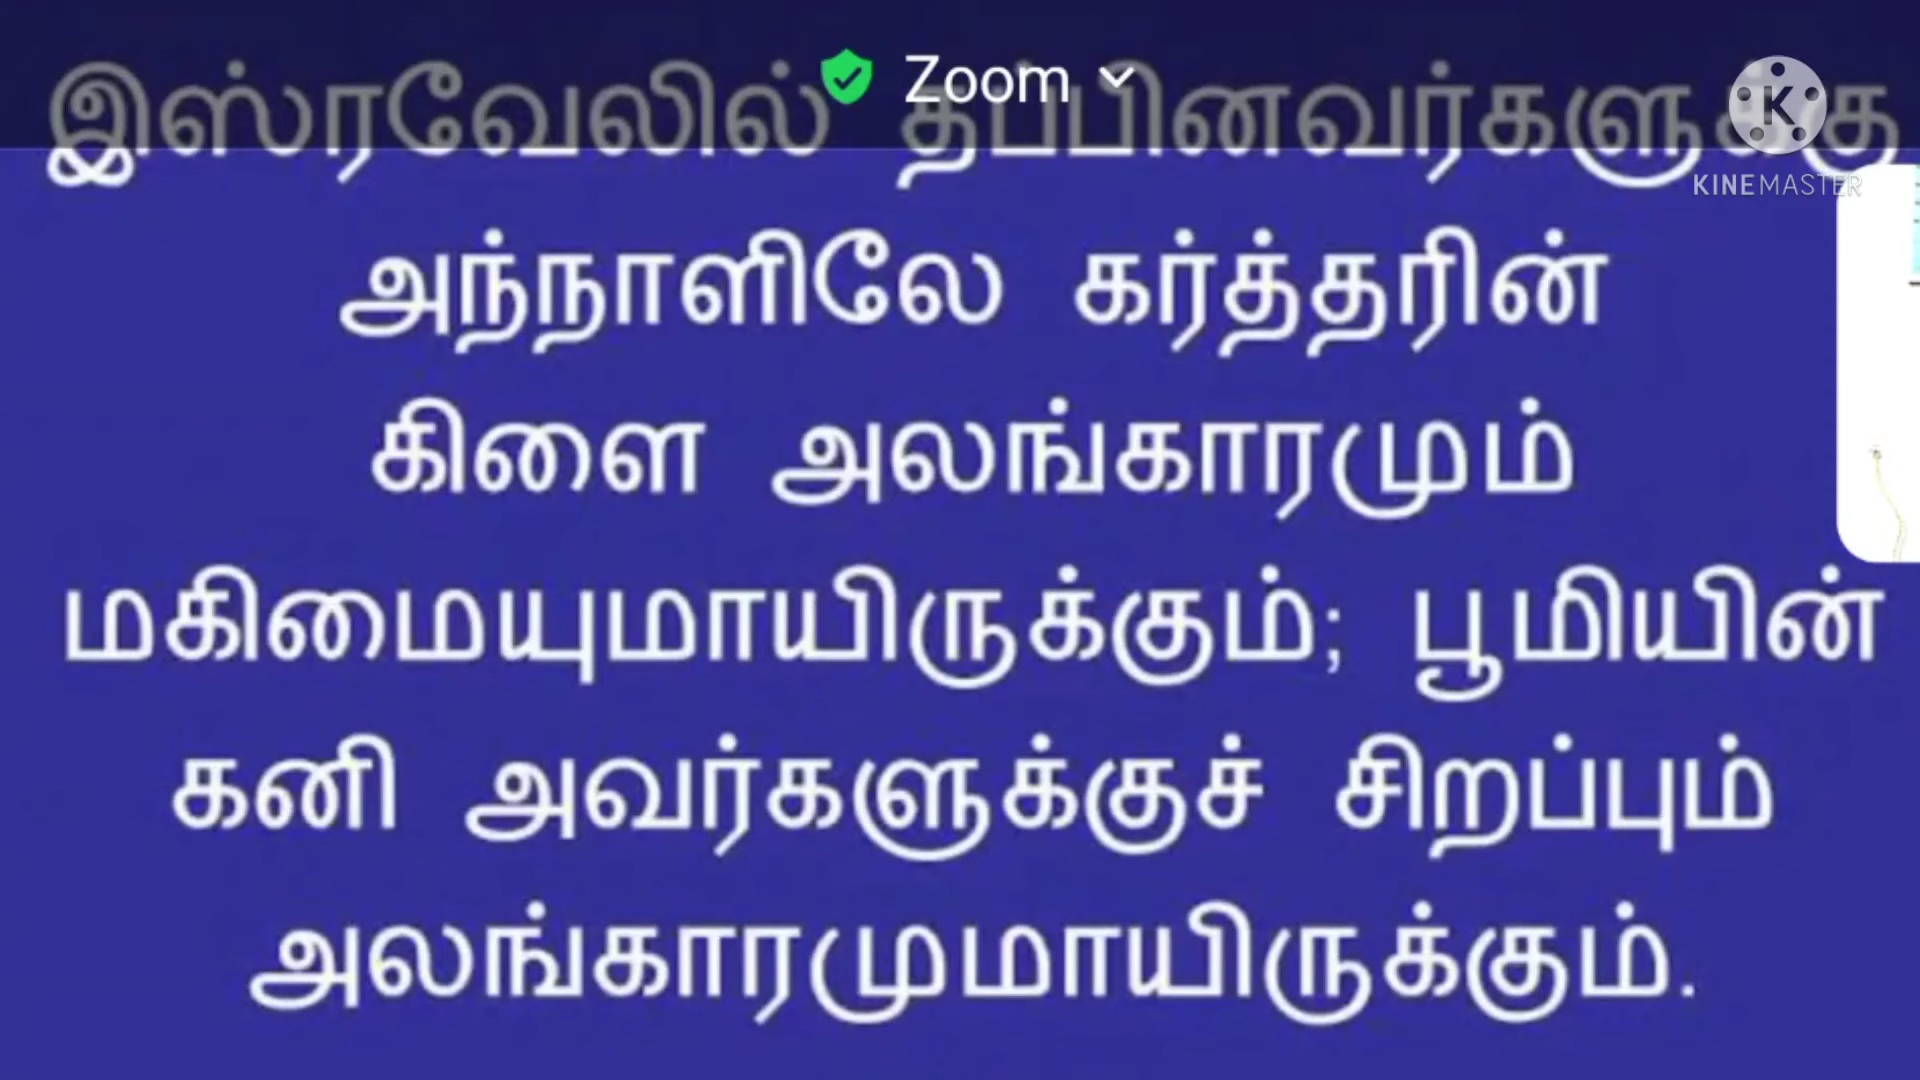 Zoom
இஸ்ரவேலில் தப்பினவர்களுக்கு
KINEMASTER
அந்நாளிலே கர்த்தரின்
கிளை அலங்காரமும்
மகிமையுமாயிருக்கும்; பூமியின்
கனி அவர்களுக்குச் சிறப்பும்
அலங்காரமுமாயிருக்கும்.